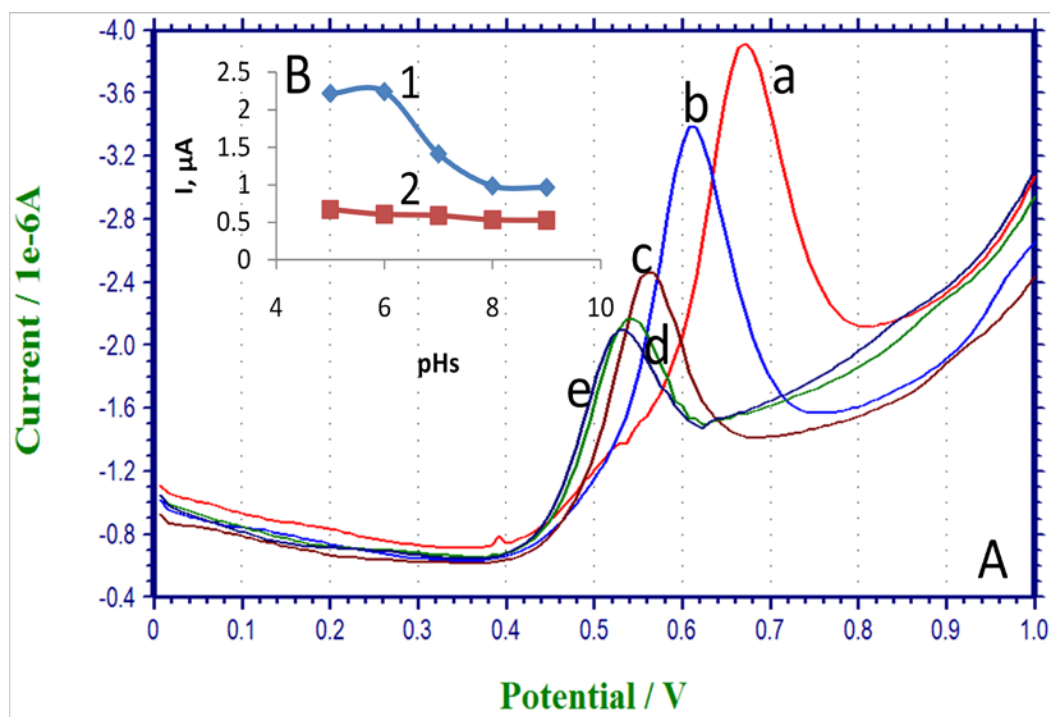 -4.0
-3.6
-3.2
-2.8
-2.4
-2.0
-1.6
-1.2
-0.8
-0.4
Current / 1e-6A
B
2.5
2
1.5
1
0.5
0
I, µA
1
2
4 6 8 10
pHs
a
b
c
d
e
A
0 0.1 0.2 0.3 0.4 0.5 0.6 0.7 0.8 0.9 1.0
Potential / V